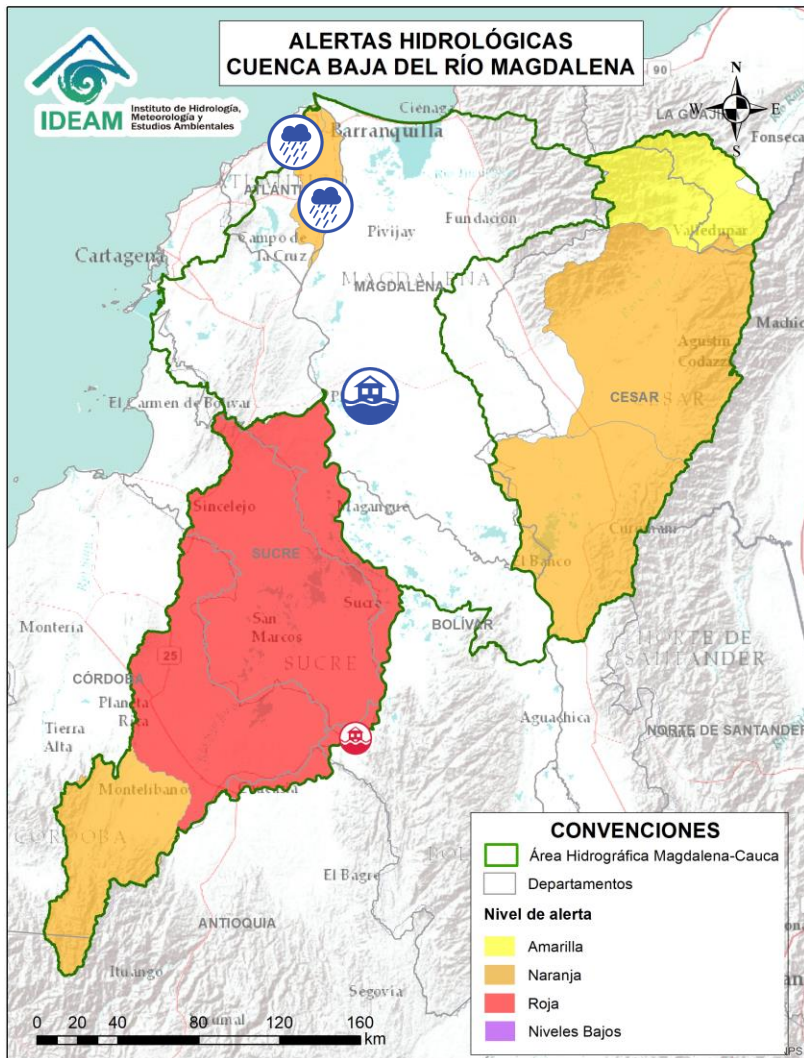 ALERTAS HIDROLÓGICAS
CUENCA BAJA DEL RÍO MAGDALENA
IDEAM
Instituto de Hidrología,
Meteorología y
Estudios Ambientales
90
N
W
E
S
Ciénaga
LA GUAJIRA
Fonseca
Barranquilla
ATLÁNTICO
Fundación
Pivijay
Valledupar
Campo de
la Cruz
Cartagena
MAGDALENA
MAGDALENA
Agustín
Codazzi
CESAR
El Carmen de Bolívar
Sincelejo
Magangue
Curumani
El Banco
SUCRE
Sucre
San
Marcos
BOLÍVAR
Montería
NORTE DE
SANTANDER
25
SUCRE
CÓRDOBA
Planeta
Rica
Aguachica
Tierra
Alta
NORTE DE SANTANDER
Montelibano
Caucasia
CÓRDOBA
El Bagre
ANTIOQUIA
Ituango
Segovia
CONVENCIONES
Área Hidrográfica Magdalena-Cauca
Departamentos
Nivel de alerta
Amarilla
Naranja
Roja
Niveles Bajos
0 20 40 80 120 160
km